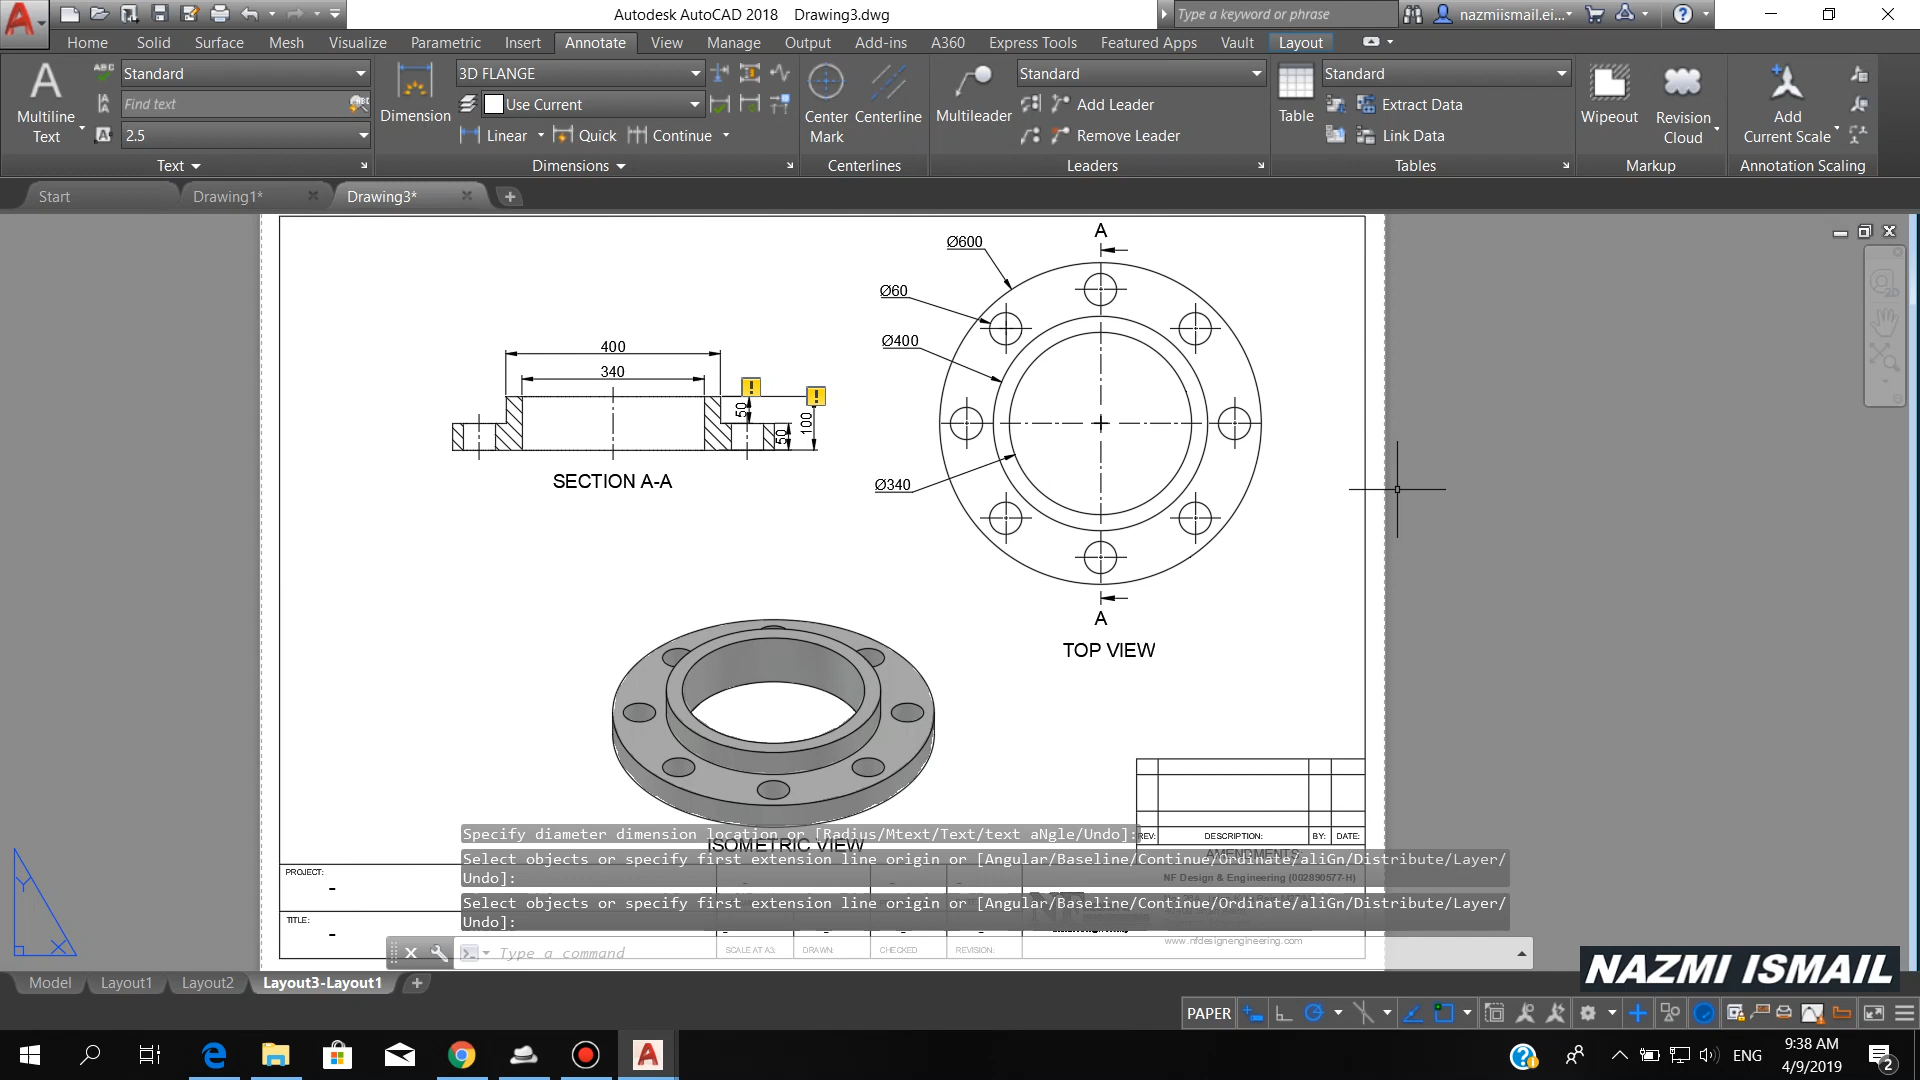 Autodesk AutoCAD 2018 Drawing3.dwg
Type a keyword or phrase
nazmiismail.ei...
Home Solid Surface Mesh Visualize Parametric Insert Annotate View Manage Output Add-ins A360 Express Tools Featured Apps Vault Layout
A
Multiline
Text
ABC
Standard
Find text
2.5
Text
Dimension
3D FLANGE
Use Current
Linear Quick Continue
Dimensions
Center
Mark
Centerline
Centerlines
Multileader
Standard
Add Leader
Remove Leader
Leaders
Table
Standard
Extract Data
Link Data
Tables
Wipeout
Revision
Cloud
Markup
Add
Current Scale
Annotation Scaling
Start Drawing1* Drawing3*
A
Ø600
Ø60
Ø400
Ø340
A
TOP VIEW
400
340
50
50
100
SECTION A-A
ISOMETRIC VIEW
REV: DESCRIPTION: BY: DATE:
AMENDMENTS
NF Design & Engineering (002890577-H)
www.nfdesignengineering.com
PROJECT:
-
TITLE:
-
SCALE AT A3: DRAWN: CHECKED REVISION:
Specify diameter dimension location or [Radius/Mtext/Text/text aNgle/Undo]:
Select objects or specify first extension line origin or [Angular/Baseline/Continue/Ordinate/aliGn/Distribute/Layer/
Undo]:
Select objects or specify first extension line origin or [Angular/Baseline/Continue/Ordinate/aliGn/Distribute/Layer/
Undo]:
Type a command
Y
X
2D
NAZMI ISMAIL
Model Layout1 Layout2 Layout3-Layout1
PAPER
ENG
9:38 AM
4/9/2019
2